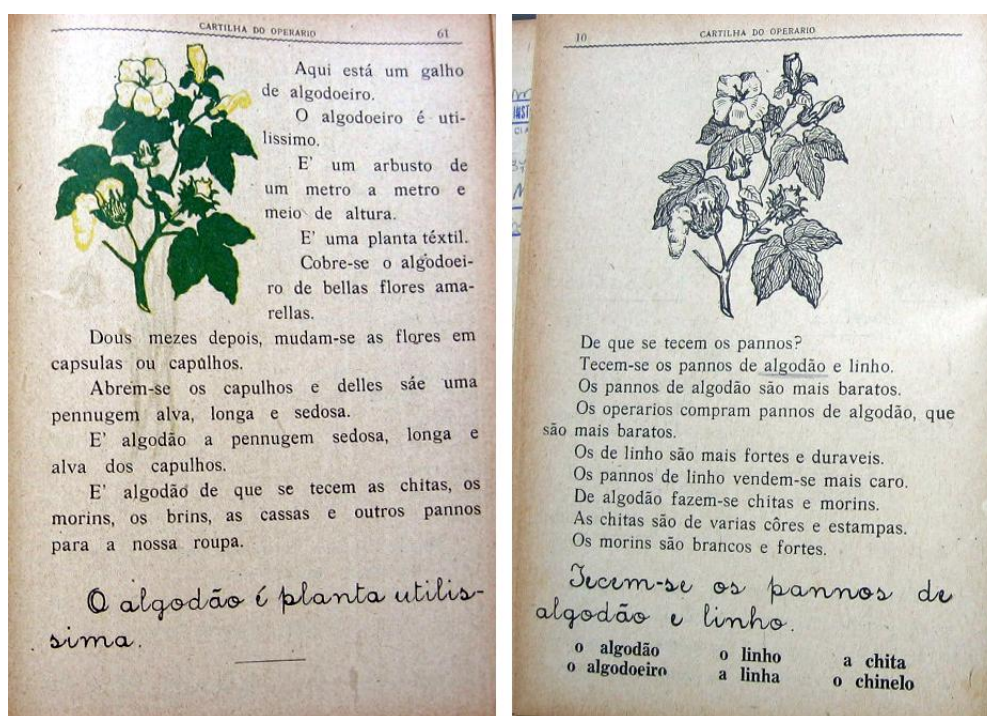 CARTILHA DO OPERARIO 61
Aqui está um galho
de algodoeiro.
O algodoeiro é uti-
lissimo.
E' um arbusto de
um metro a metro e
meio de altura.
E' uma planta téxtil.
Cobre-se o algodoei-
ro de bellas flores ama-
rellas.
Dous mezes depois, mudam-se as flores em
capsulas ou capulhos.
Abrem-se os capulhos e delles sáe uma
pennugem alva, longa e sedosa.
E' algodão a pennugem sedosa, longa e
alva dos capulhos.
E' algodão de que se tecem as chitas, os
morins, os brins, as cassas e outros pannos
para a nossa roupa.
O algodão é planta utilis-
sima.
10 CARTILHA DO OPERARIO
De que se tecem os pannos?
Tecem-se os pannos de algodão e linho.
Os pannos de algodão são mais baratos.
Os operarios compram pannos de algodão, que
são mais baratos.
Os de linho são mais fortes e duraveis.
Os pannos de linho vendem-se mais caro.
De algodão fazem-se chitas e morins.
As chitas são de varias côres e estampas.
Os morins são brancos e fortes.
Tecem-se os pannos de
algodão e linho.
o algodão o linho a chita
o algodoeiro a linha o chinelo